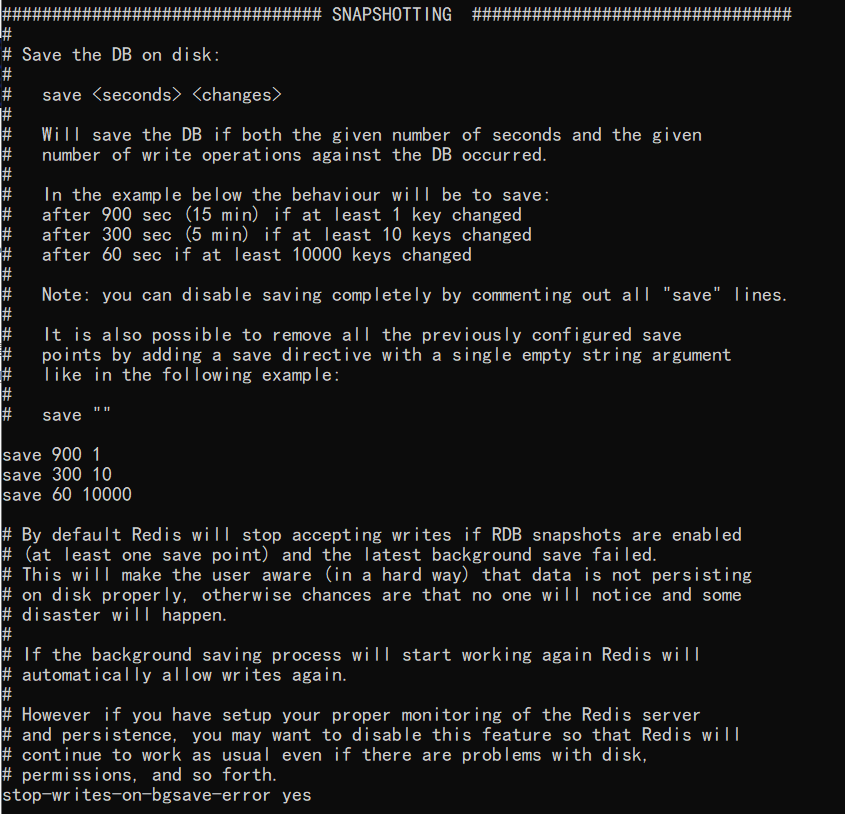 ################################ SNAPSHOTTING  ################################
#
# Save the DB on disk:
#
#   save <seconds> <changes>
#
#   Will save the DB if both the given number of seconds and the given
#   number of write operations against the DB occurred.
#
#   In the example below the behaviour will be to save:
#   after 900 sec (15 min) if at least 1 key changed
#   after 300 sec (5 min) if at least 10 keys changed
#   after 60 sec if at least 10000 keys changed
#
#   Note: you can disable saving completely by commenting out all "save" lines.
#
#   It is also possible to remove all the previously configured save
#   points by adding a save directive with a single empty string argument
#   like in the following example:
#
#   save ""

save 900 1
save 300 10
save 60 10000

# By default Redis will stop accepting writes if RDB snapshots are enabled
# (at least one save point) and the latest background save failed.
# This will make the user aware (in a hard way) that data is not persisting
# on disk properly, otherwise chances are that no one will notice and some
# disaster will happen.
#
# If the background saving process will start working again Redis will
# automatically allow writes again.
#
# However if you have setup your proper monitoring of the Redis server
# and persistence, you may want to disable this feature so that Redis will
# continue to work as usual even if there are problems with disk,
# permissions, and so forth.
stop-writes-on-bgsave-error yes